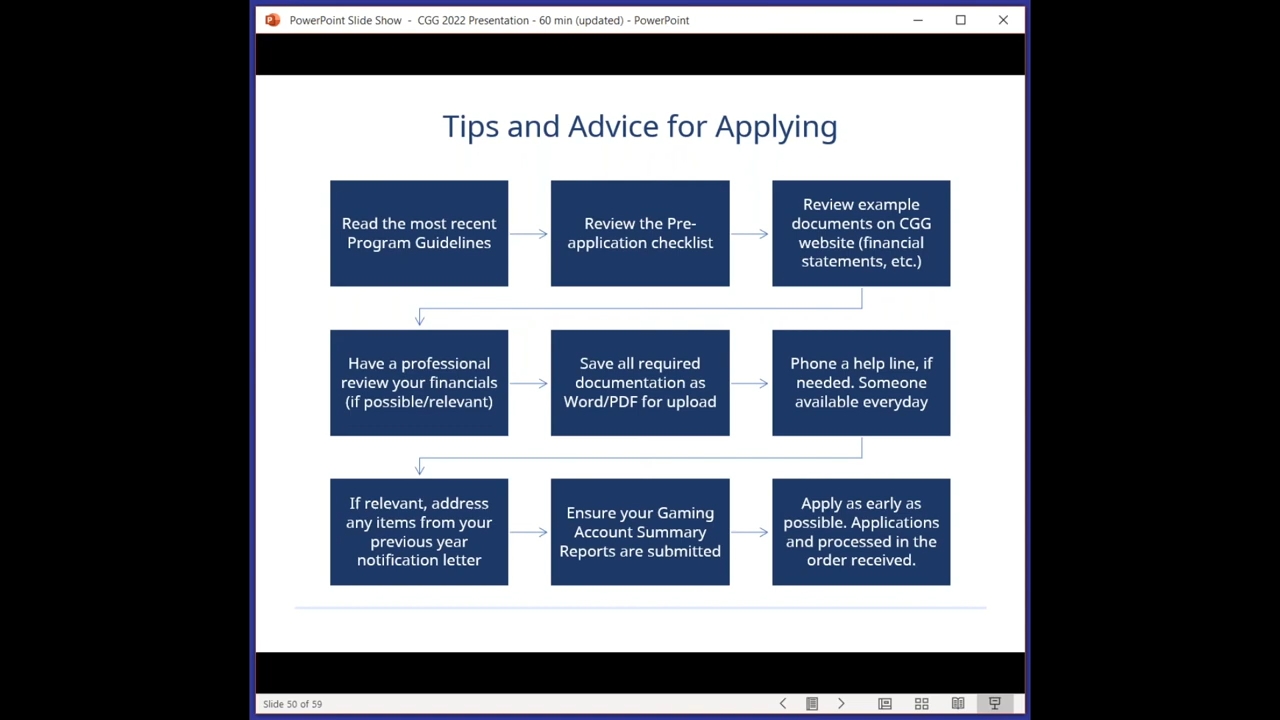 PowerPoint Slide Show - CGG 2022 Presentation - 60 min (updated) - PowerPoint
Tips and Advice for Applying
Read the most recent
Program Guidelines
Review the Pre-
application checklist
Review example
documents on CGG
website (financial
statements, etc.)
Have a professional
review your financials
(if possible/relevant)
Save all required
documentation as
Word/PDF for upload
Phone a help line, if
needed. Someone
available everyday
If relevant, address
any items from your
previous year
notification letter
Ensure your Gaming
Account Summary
Reports are submitted
Apply as early as
possible. Applications
and processed in the
order received.
Slide 50 of 59